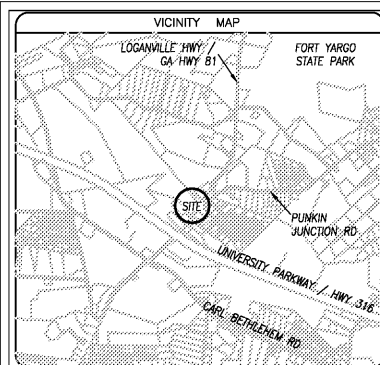 VICINITY MAP
LOGANVILLE HWY /
GA HWY 81
FORT YARGO
STATE PARK
SITE
PUNKIN
JUNCTION RD
UNIVERSITY PARKWAY / HWY 316
CARL BETHLEHEM RD